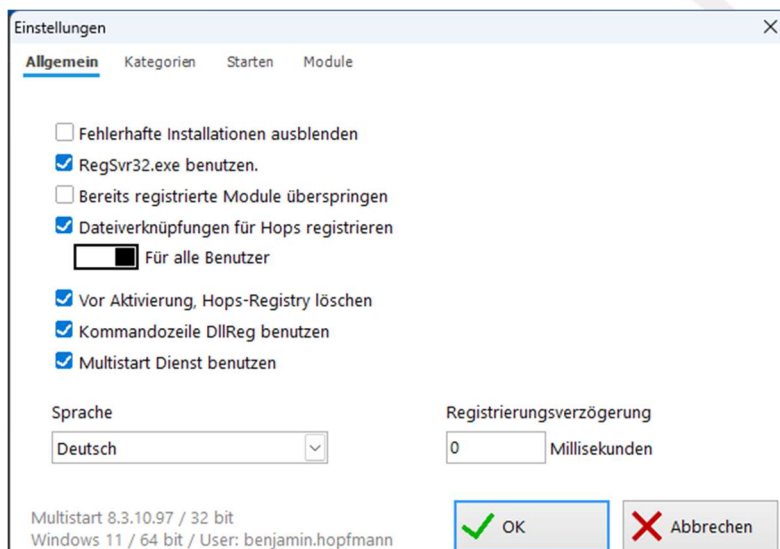 Einstellungen
Allgemein Kategorien Starten Module
Fehlerhafte Installationen ausblenden
RegSvr32.exe benutzen.
Bereits registrierte Module überspringen
Dateiverknüpfungen für Hops registrieren
Für alle Benutzer
Vor Aktivierung, Hops-Registry löschen
Kommandozeile DllReg benutzen
Multistart Dienst benutzen
Sprache
Deutsch
Registrierungsverzögerung
0 Millisekunden
Multistart 8.3.10.97 / 32 bit
Windows 11 / 64 bit / User: benjamin.hopfmann
OK Abbrechen